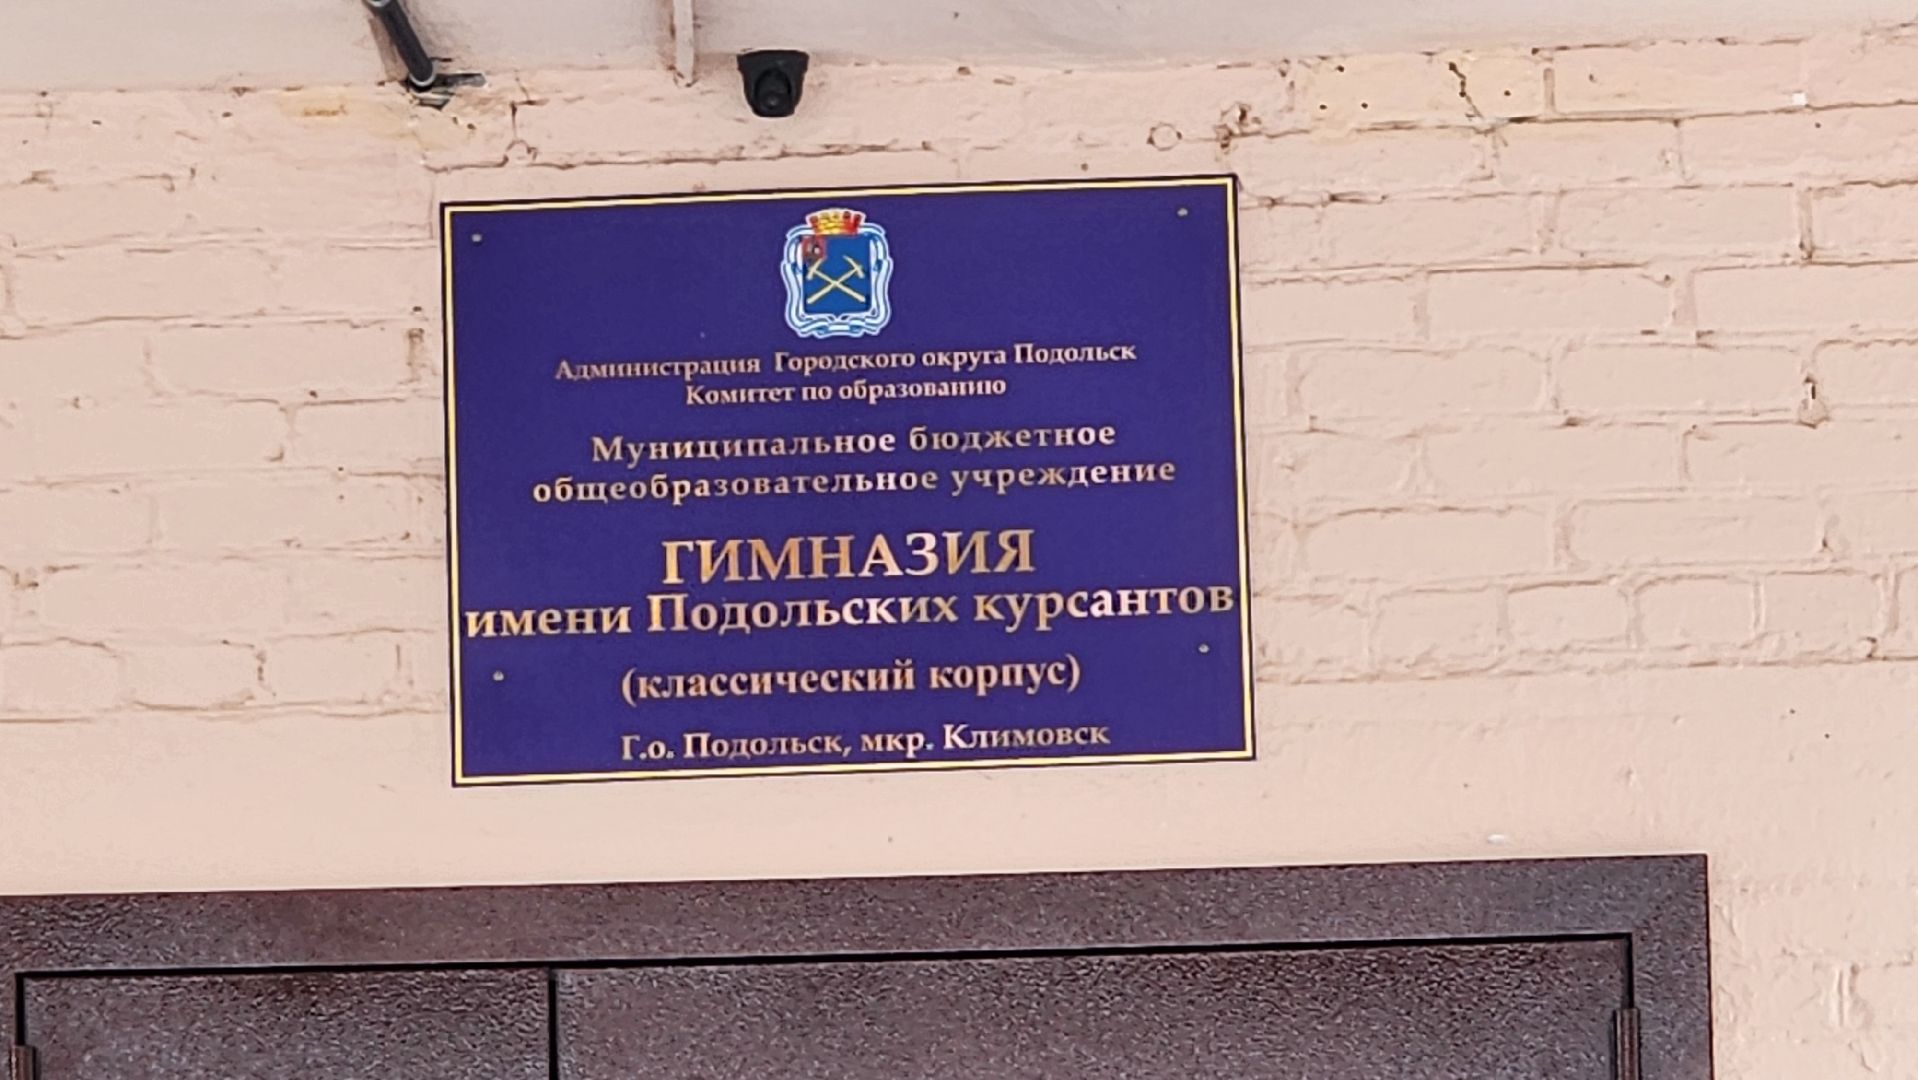 Администрация Городского округа Подольск
Комитет по образованию
Муниципальное бюджетное
общеобразовательное учреждение
ГИМНАЗИЯ
имени Подольских курсантов
(классический корпус)
Г.о. Подольск, мкр. Климовск